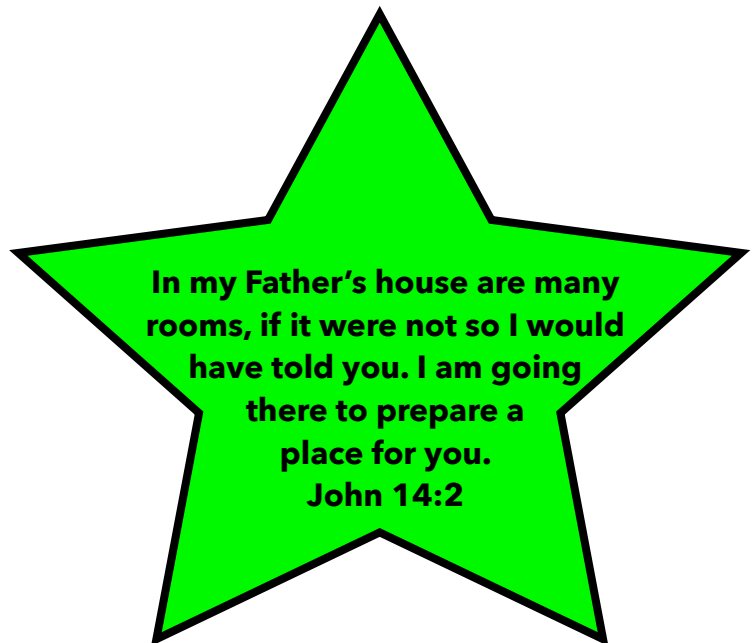 In my Father’s house are many
rooms, if it were not so I would
have told you. I am going
there to prepare a
place for you.
John 14:2